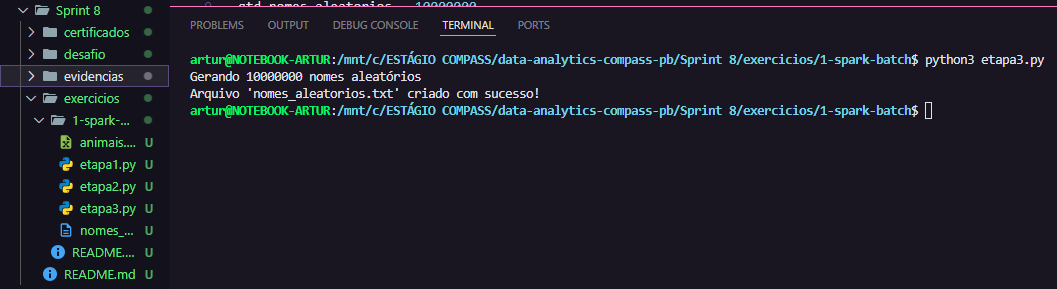 Sprint 8
certificados
desafio
evidencias
exercicios
1-spark-...
animais....
U
etapa1.py
U
etapa2.py
U
etapa3.py
U
nomes_...
U
README....
U
README.md
U
PROBLEMS OUTPUT DEBUG CONSOLE TERMINAL PORTS
artur@NOTEBOOK-ARTUR:/mnt/c/ESTÁGIO COMPASS/data-analytics-compass-pb/Sprint 8/exercicios/1-spark-batch$ python3 etapa3.py
Gerando 10000000 nomes aleatórios
Arquivo 'nomes_aleatorios.txt' criado com sucesso!
artur@NOTEBOOK-ARTUR:/mnt/c/ESTÁGIO COMPASS/data-analytics-compass-pb/Sprint 8/exercicios/1-spark-batch$